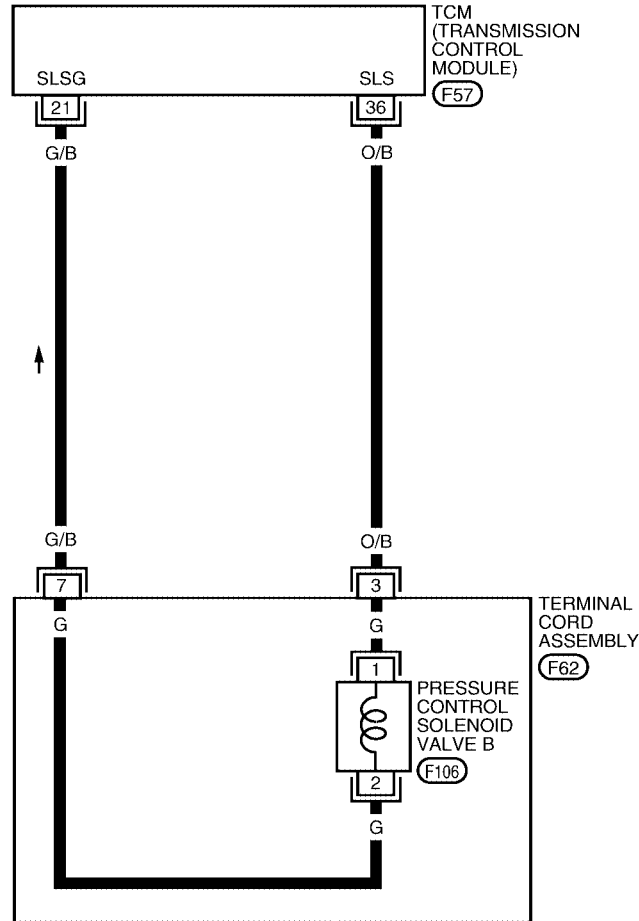 TCM
(TRANSMISSION
CONTROL
MODULE)
F57
SLSG
SLS
21
36
G/B
O/B
G/B
O/B
7
3
TERMINAL
CORD
ASSEMBLY
F62
G
G
1
PRESSURE
CONTROL
SOLENOID
VALVE B
F106
2
G